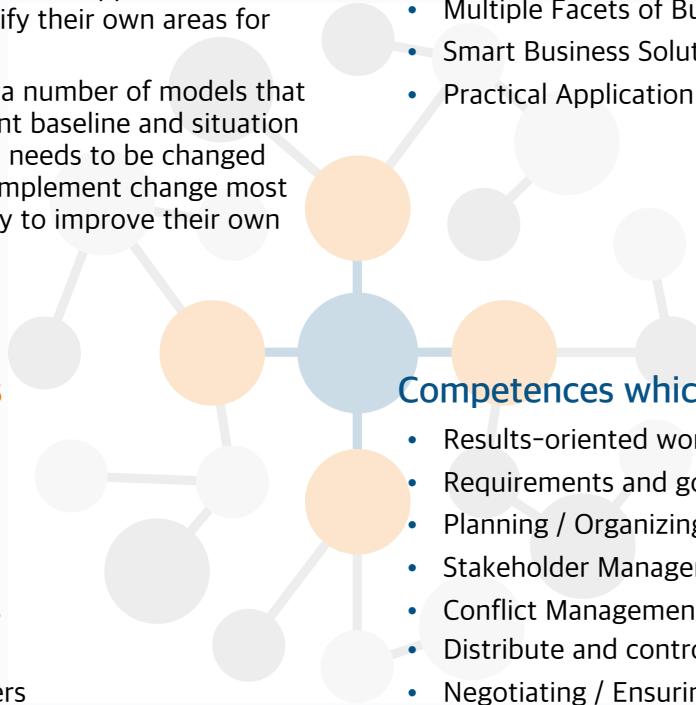 ify their own areas for
a number of models that
nt baseline and situation
needs to be changed
mplement change most
y to improve their own
s
ers
• Multiple Facets of Bu
• Smart Business Solut
• Practical Application
Competences whic
• Results-oriented wor
• Requirements and go
• Planning / Organizing
• Stakeholder Manage
• Conflict Managemen
• Distribute and contro
• Negotiating / Ensurin